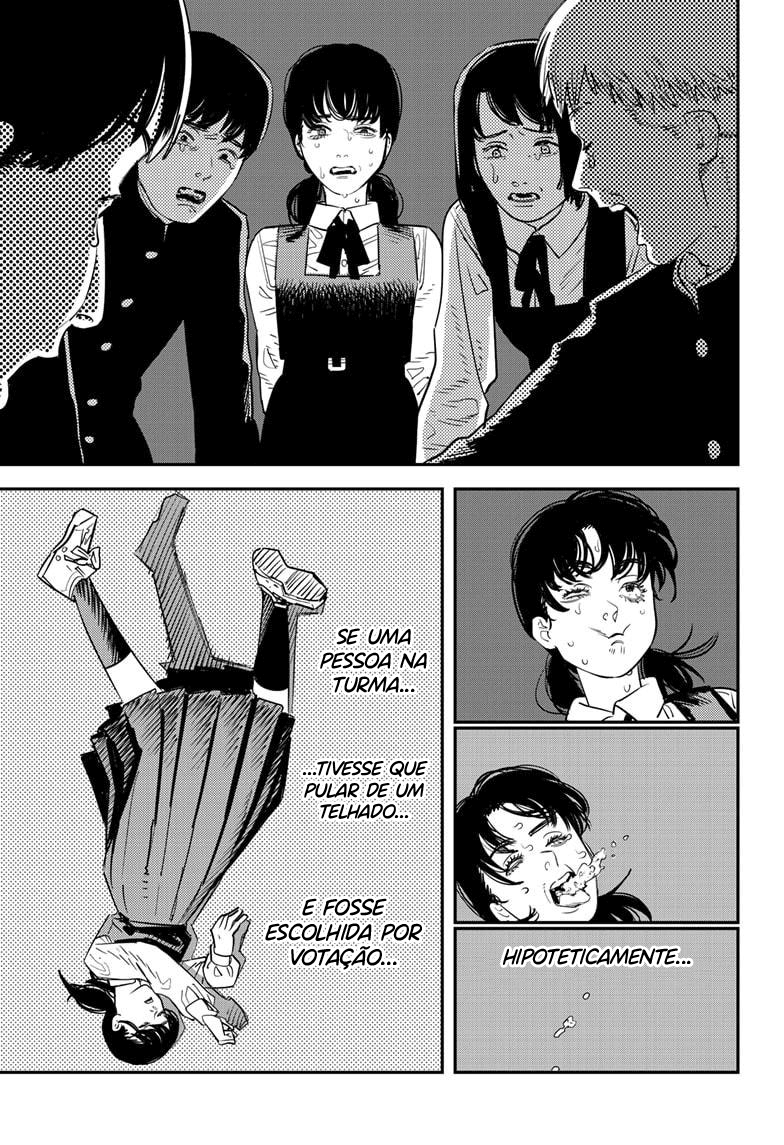 HIPOTETICAMENTE...
SE UMA
PESSOA NA
TURMA...
...TIVESSE QUE
PULAR DE UM
TELHADO...
E FOSSE
ESCOLHIDA POR
VOTAÇÃO...